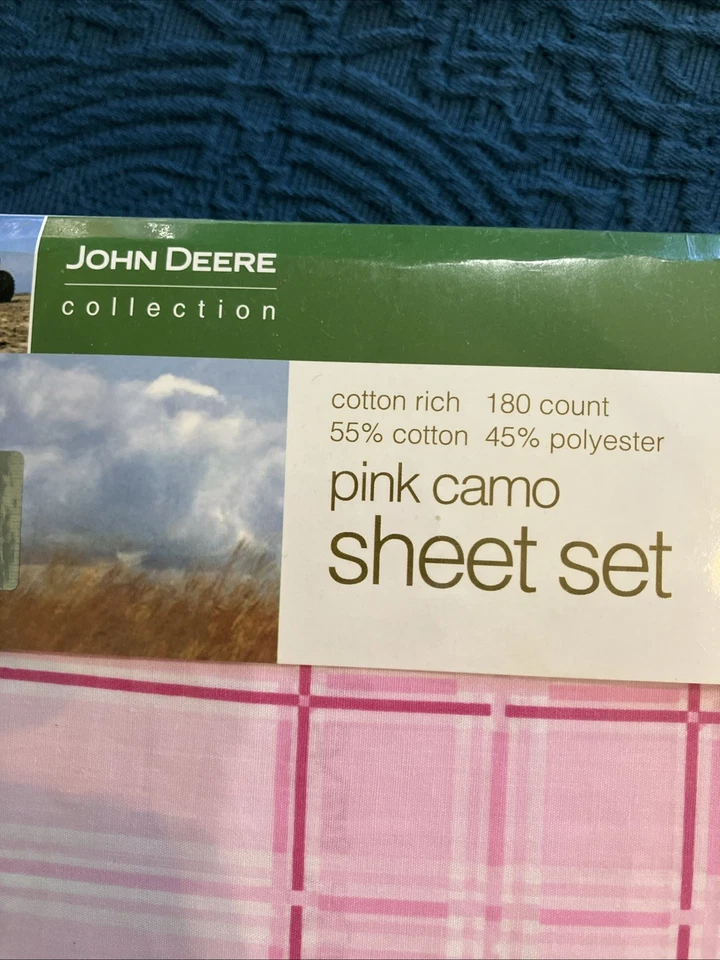 JOHN DEERE
collection
cotton rich 180 count
55% cotton 45% polyester
pink camo
sheet set